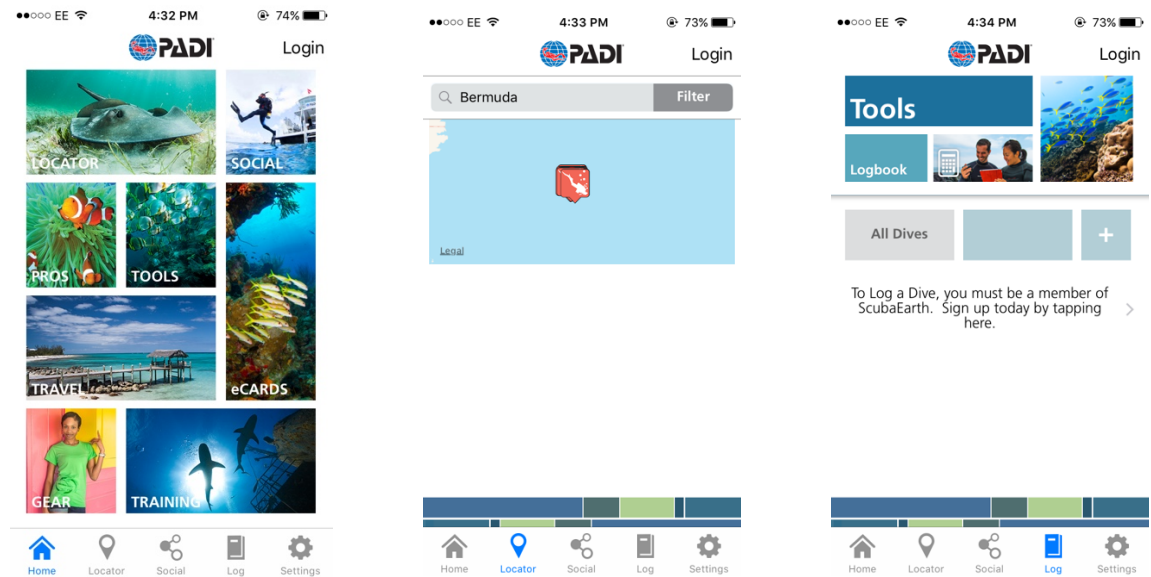 ●●○○○ EE 4:32 PM 74%
PADI
Login
LOCATOR
SOCIAL
PROS
TOOLS
TRAVEL
eCARDS
GEAR
TRAINING
Home Locator Social Log Settings
●●○○○ EE 4:33 PM 73%
PADI
Login
Bermuda
Filter
Legal
Home Locator Social Log Settings
●●○○○ EE 4:34 PM 73%
PADI
Login
Tools
Logbook
All Dives
+
To Log a Dive, you must be a member of
ScubaEarth. Sign up today by tapping
here.
Home Locator Social Log Settings